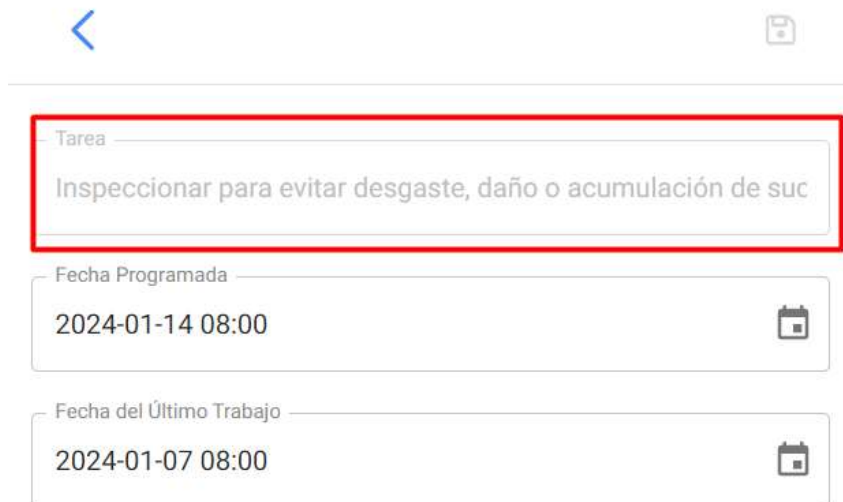 Tarea
Inspeccionar para evitar desgaste, daño o acumulación de suc
Fecha Programada
2024-01-14 08:00
Fecha del Último Trabajo
2024-01-07 08:00